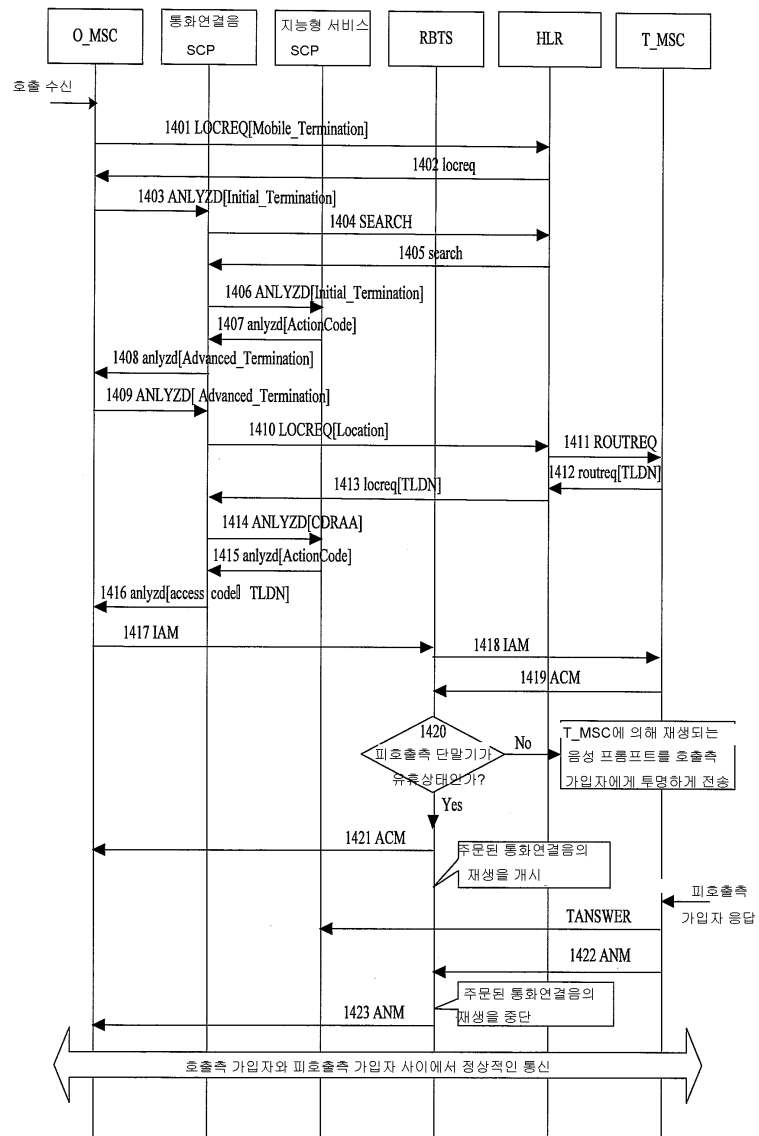 O_MSC
통화연결음
SCP
지능형 서비스
SCP
RBTS
HLR
T_MSC
호출 수신
1401 LOCREQ[Mobile_Termination]
1402 locreq
1403 ANLYZD[Initial_Termination]
1404 SEARCH
1405 search
1406 ANLYZD[Initial_Termination]
1407 anlyzd[ActionCode]
1408 anlyzd[Advanced_Termination]
1409 ANLYZD[ Advanced_Termination]
1410 LOCREQ[Location]
1411 ROUTREQ
1412 routreq[TLDN]
1413 locreq[TLDN]
1414 ANLYZD[CDRAA]
1415 anlyzd[ActionCode]
1416 anlyzd[access code TLDN]
1417 IAM
1418 IAM
1419 ACM
1420
피호출측 단말기가
유휴상태인가?
No
T_MSC에 의해 재생되는
음성 프롬프트를 호출측
가입자에게 투명하게 전송
Yes
1421 ACM
주문된 통화연결음의
재생을 개시
피호출측
가입자 응답
TANSWER
1422 ANM
주문된 통화연결음의
재생을 중단
1423 ANM
호출측 가입자와 피호출측 가입자 사이에서 정상적인 통신